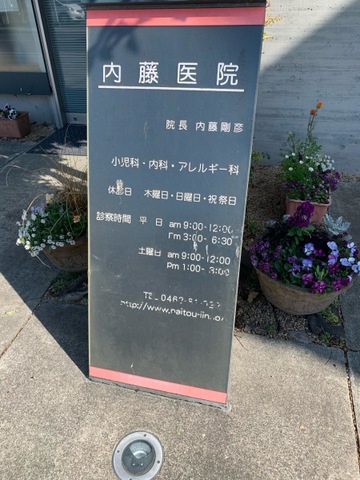 内藤医院
院長 内藤剛彦
小児科・内科・アレルギー科
休診日 木曜日・日曜日・祝祭日
診察時間 平日 am 9:00-12:00
Pm 3:00- 6:30
土曜日 am 9:00-12:00
Pm 1:00- 3:00
TEL 0463-
http://www.naitou-iin.